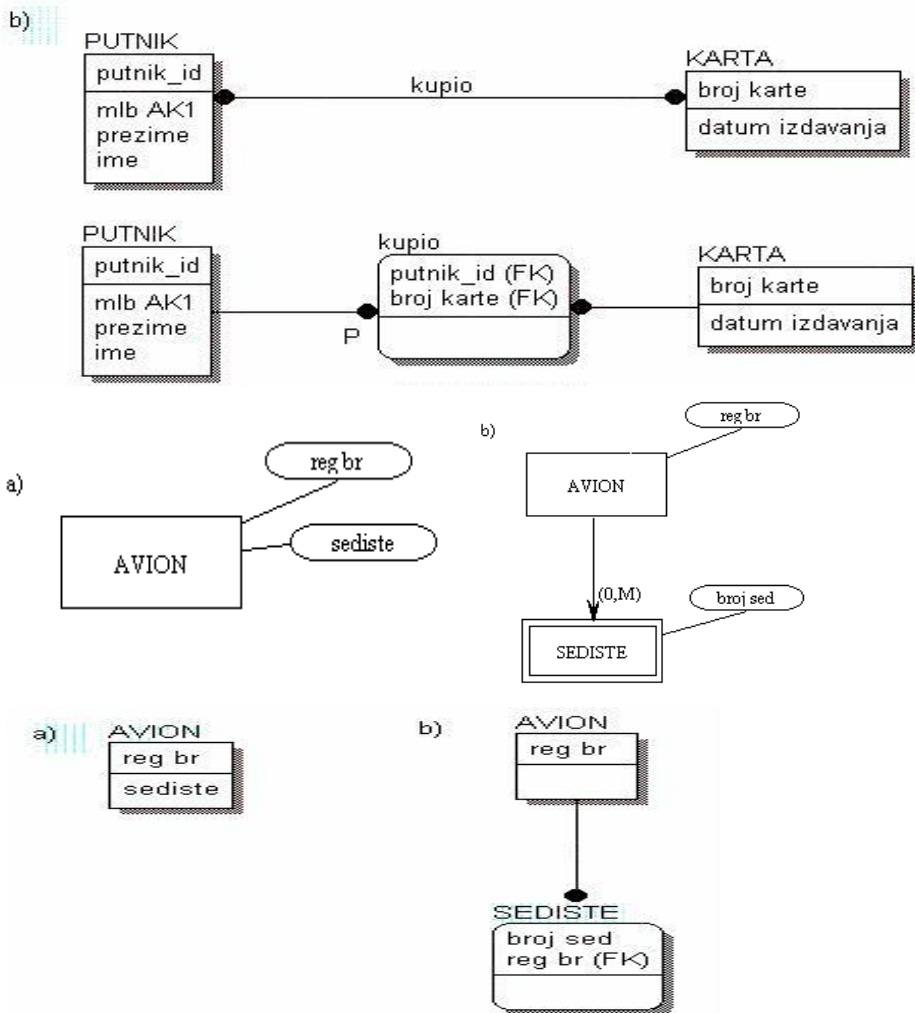 b)
PUTNIK
putnik_id
mlb AK1
prezime
ime
kupio
KARTA
broj karte
datum izdavanja
PUTNIK
putnik_id
mlb AK1
prezime
ime
P
kupio
putnik_id (FK)
broj karte (FK)
KARTA
broj karte
datum izdavanja
a)
reg br
AVION
sediste
b)
reg br
AVION
(0,M)
broj sed
SEDISTE
a)
AVION
reg br
sediste
b)
AVION
reg br
SEDISTE
broj sed
reg br (FK)